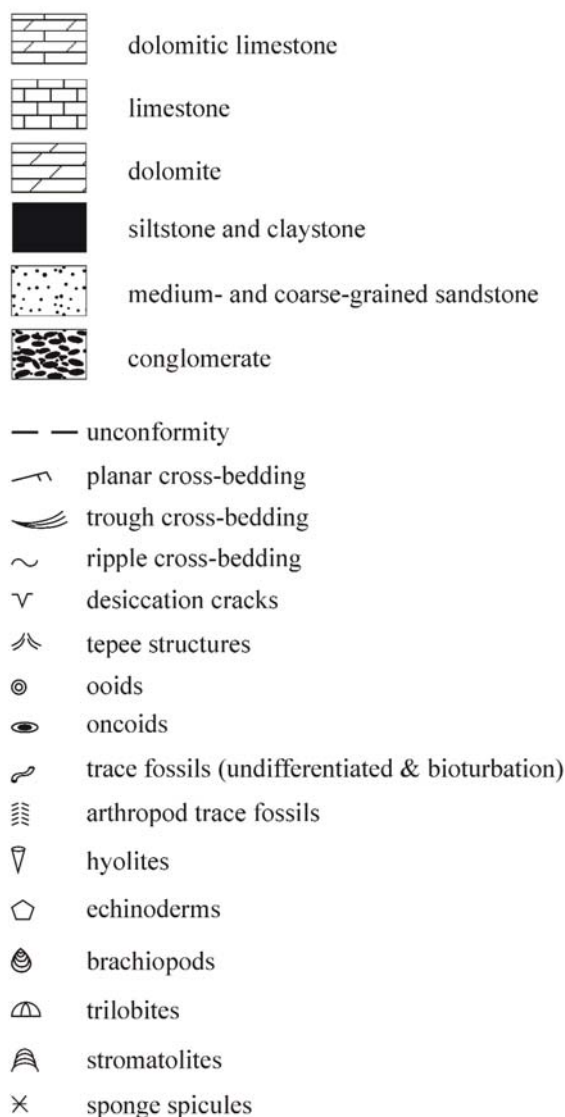 dolomitic limestone
limestone
dolomite
siltstone and claystone
medium- and coarse-grained sandstone
conglomerate
unconformity
planar cross-bedding
trough cross-bedding
ripple cross-bedding
desiccation cracks
tepee structures
ooids
oncoids
trace fossils (undifferentiated & bioturbation)
arthropod trace fossils
hyolites
echinoderms
brachiopods
trilobites
stromatolites
sponge spicules